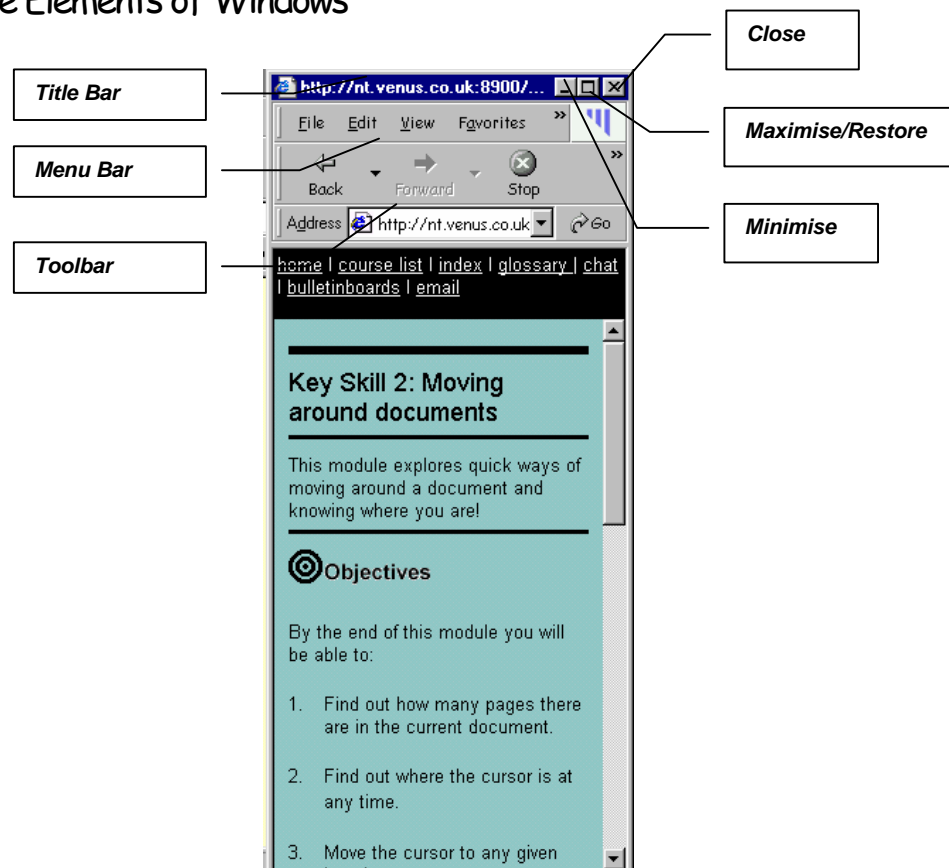 e Elements of Windows
Close
Title Bar
http://nt.venus.co.uk:8900/...
Maximise/Restore
File Edit View Favorites »
Menu Bar
Back Forward Stop »
Minimise
Address http://nt.venus.co.uk Go
Toolbar
home | course list | index | glossary | chat
| bulletinboards | email
Key Skill 2: Moving
around documents
This module explores quick ways of
moving around a document and
knowing where you are!
Objectives
By the end of this module you will
be able to:
1. Find out how many pages there
are in the current document.
2. Find out where the cursor is at
any time.
3. Move the cursor to any given